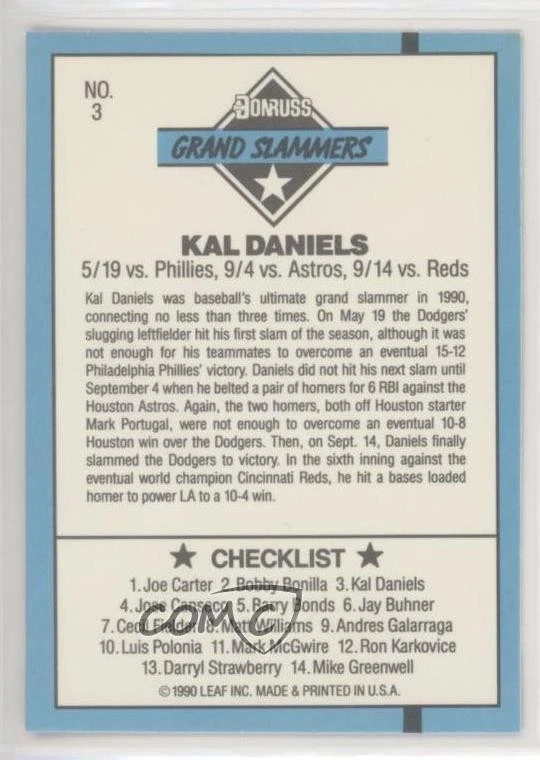 NO.
3
DONRUSS
GRAND SLAMMERS
KAL DANIELS
5/19 vs. Phillies, 9/4 vs. Astros, 9/14 vs. Reds
Kal Daniels was baseball's ultimate grand slammer in 1990,
connecting no less than three times. On May 19 the Dodgers'
slugging leftfielder hit his first slam of the season, although it was
not enough for his teammates to overcome an eventual 15-12
Philadelphia Phillies' victory. Daniels did not hit his next slam until
September 4 when he belted a pair of homers for 6 RBI against the
Houston Astros. Again, the two homers, both off Houston starter
Mark Portugal, were not enough to overcome an eventual 10-8
Houston win over the Dodgers. Then, on Sept. 14, Daniels finally
slammed the Dodgers to victory. In the sixth inning against the
eventual world champion Cincinnati Reds, he hit a bases loaded
homer to power LA to a 10-4 win.
★ CHECKLIST ★
1. Joe Carter 2. Bobby Bonilla 3. Kal Daniels
4. Jose Canseco 5. Barry Bonds 6. Jay Buhner
7. Cecil Fielder 8. Matt Williams 9. Andres Galarraga
10. Luis Polonia 11. Mark McGwire 12. Ron Karkovice
13. Darryl Strawberry 14. Mike Greenwell
© 1990 LEAF INC. MADE & PRINTED IN U.S.A.
COMC